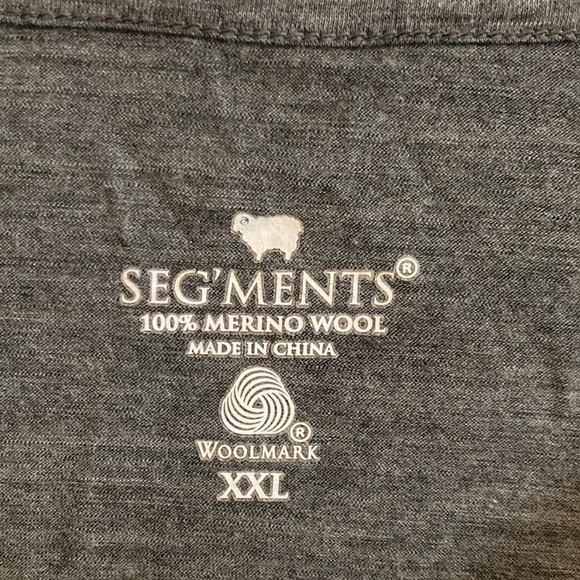 SEG'MENTS®
100% MERINO WOOL
MADE IN CHINA
®
WOOLMARK
XXL